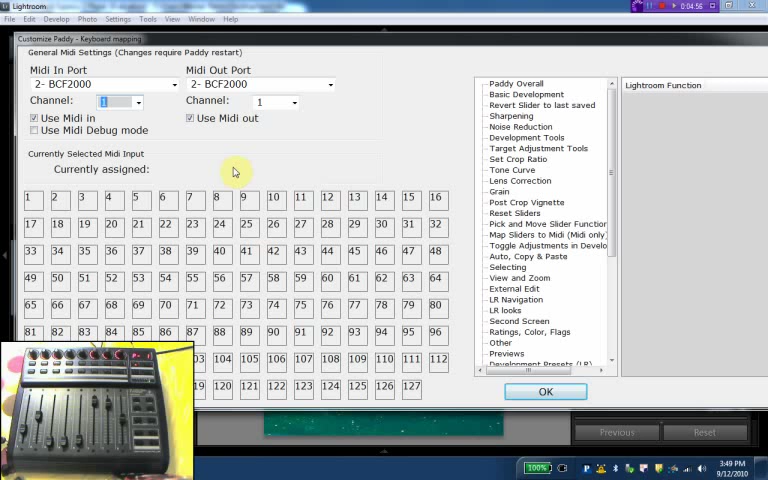 Lightroom
0:04:56
File Edit Develop Photo Settings Tools View Window Help
Customize Paddy - Keyboard mapping
General Midi Settings (Changes require Paddy restart)
Midi In Port Midi Out Port
2- BCF2000 2- BCF2000
Channel: 1 Channel: 1
Use Midi in Use Midi out
Use Midi Debug mode
Currently Selected Midi Input
Currently assigned:
1 2 3 4 5 6 7 8 9 10 11 12 13 14 15 16
17 18 19 20 21 22 23 24 25 26 27 28 29 30 31 32
33 34 35 36 37 38 39 40 41 42 43 44 45 46 47 48
49 50 51 52 53 54 55 56 57 58 59 60 61 62 63 64
65 66 67 68 69 70 71 72 73 74 75 76 77 78 79 80
81 82 83 84 85 86 87 88 89 90 91 92 93 94 95 96
103 104 105 106 107 108 109 110 111 112
119 120 121 122 123 124 125 126 127
Paddy Overall
Basic Development
Revert Slider to last saved
Sharpening
Noise Reduction
Development Tools
Target Adjustment Tools
Set Crop Ratio
Tone Curve
Lens Correction
Grain
Post Crop Vignette
Reset Sliders
Pick and Move Slider Function
Map Sliders to Midi (Midi only)
Toggle Adjustments in Develo
Auto, Copy & Paste
Selecting
View and Zoom
External Edit
LR Navigation
LR looks
Second Screen
Ratings, Color, Flags
Other
Previews
Development Presets (LR)
Lightroom Function
OK
Previous Reset
100%
3:49 PM
9/12/2010